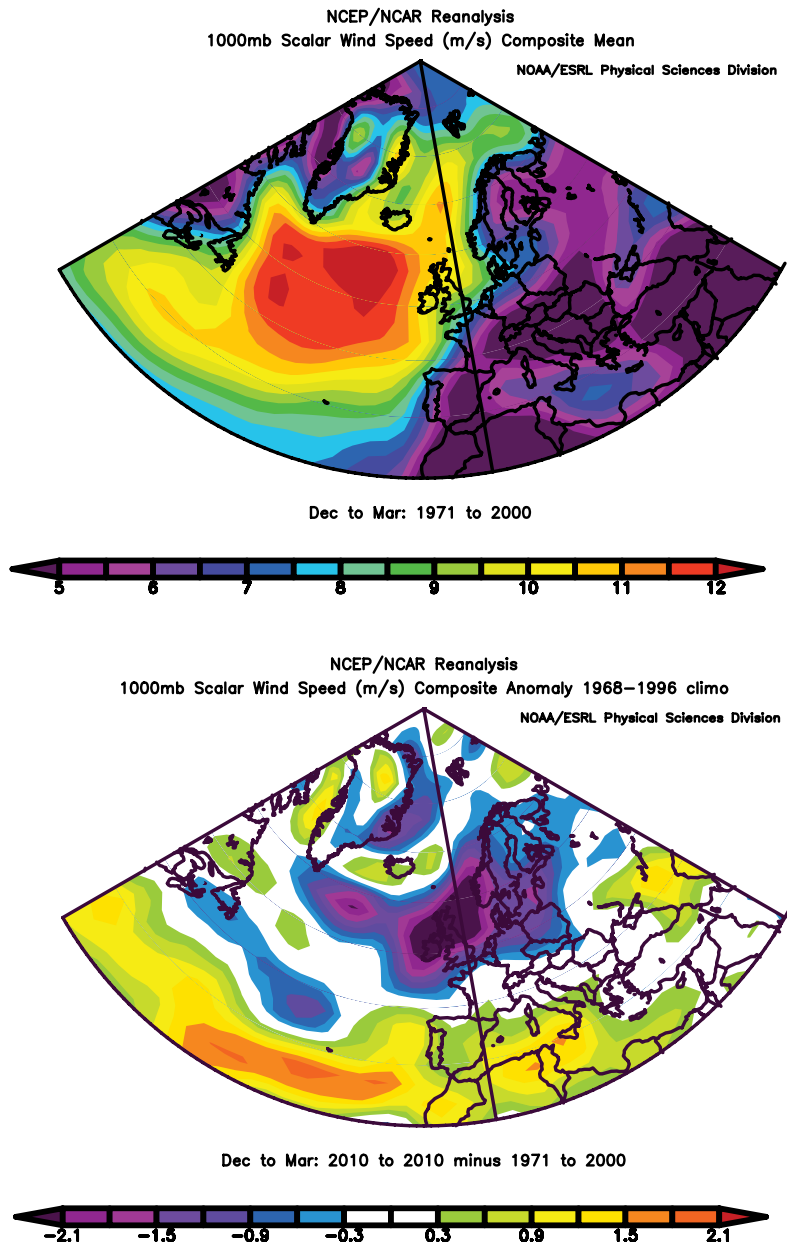 NCEP/NCAR Reanalysis
1000mb Scalar Wind Speed (m/s) Composite Mean
NOAA/ESRL Physical Sciences Division
Dec to Mar: 1971 to 2000
5 6 7 8 9 10 11 12
NCEP/NCAR Reanalysis
1000mb Scalar Wind Speed (m/s) Composite Anomaly 1968-1996 climo
NOAA/ESRL Physical Sciences Division
Dec to Mar: 2010 to 2010 minus 1971 to 2000
-2.1 -1.5 -0.9 -0.3 0.3 0.9 1.5 2.1